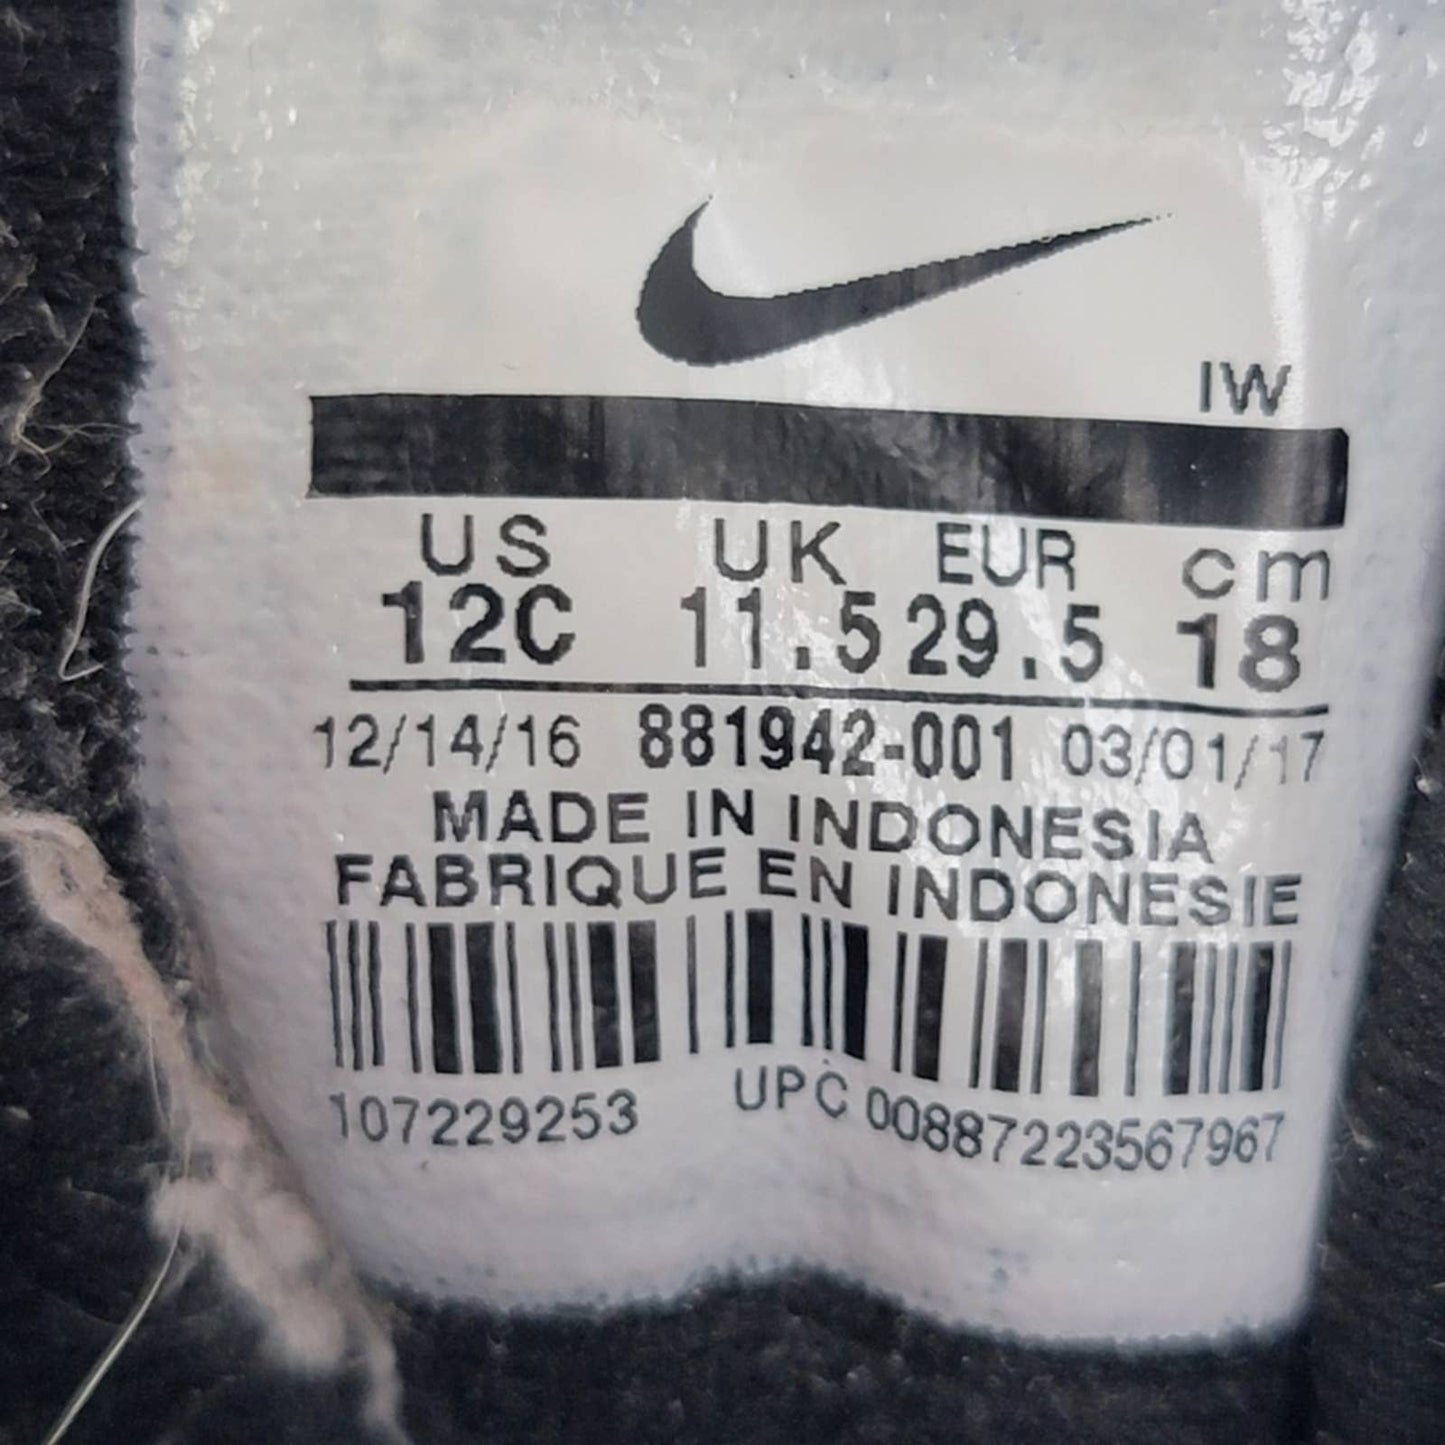 IW
US UK EUR cm
12C 11.5 29.5 18
12/14/16 881942-001 03/01/17
MADE IN INDONESIA
FABRIQUE EN INDONESIE
107229253 UPC 00887223567967